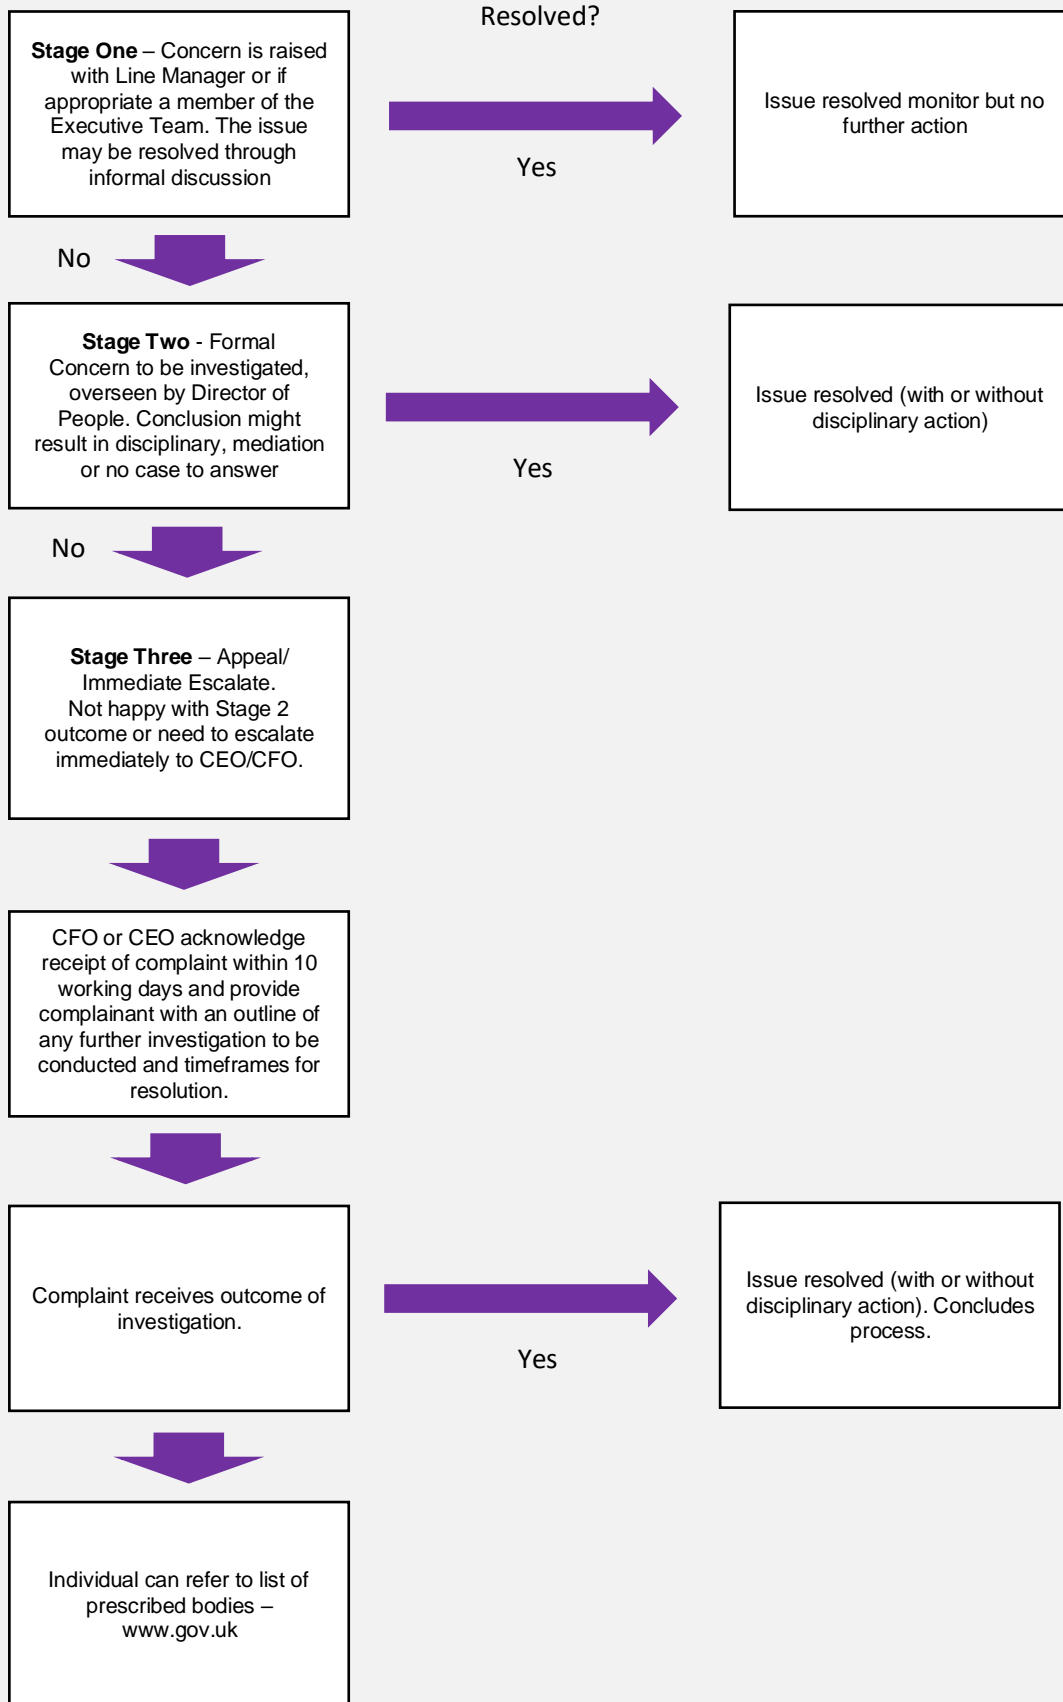 Resolved?
Stage One – Concern is raised
with Line Manager or if
appropriate a member of the
Executive Team. The issue
may be resolved through
informal discussion
Yes
Issue resolved monitor but no
further action
No
Stage Two - Formal
Concern to be investigated,
overseen by Director of
People. Conclusion might
result in disciplinary, mediation
or no case to answer
Yes
Issue resolved (with or without
disciplinary action)
No
Stage Three – Appeal/
Immediate Escalate.
Not happy with Stage 2
outcome or need to escalate
immediately to CEO/CFO.
CFO or CEO acknowledge
receipt of complaint within 10
working days and provide
complainant with an outline of
any further investigation to be
conducted and timeframes for
resolution.
Complaint receives outcome of
investigation.
Yes
Issue resolved (with or without
disciplinary action). Concludes
process.
Individual can refer to list of
prescribed bodies –
www.gov.uk